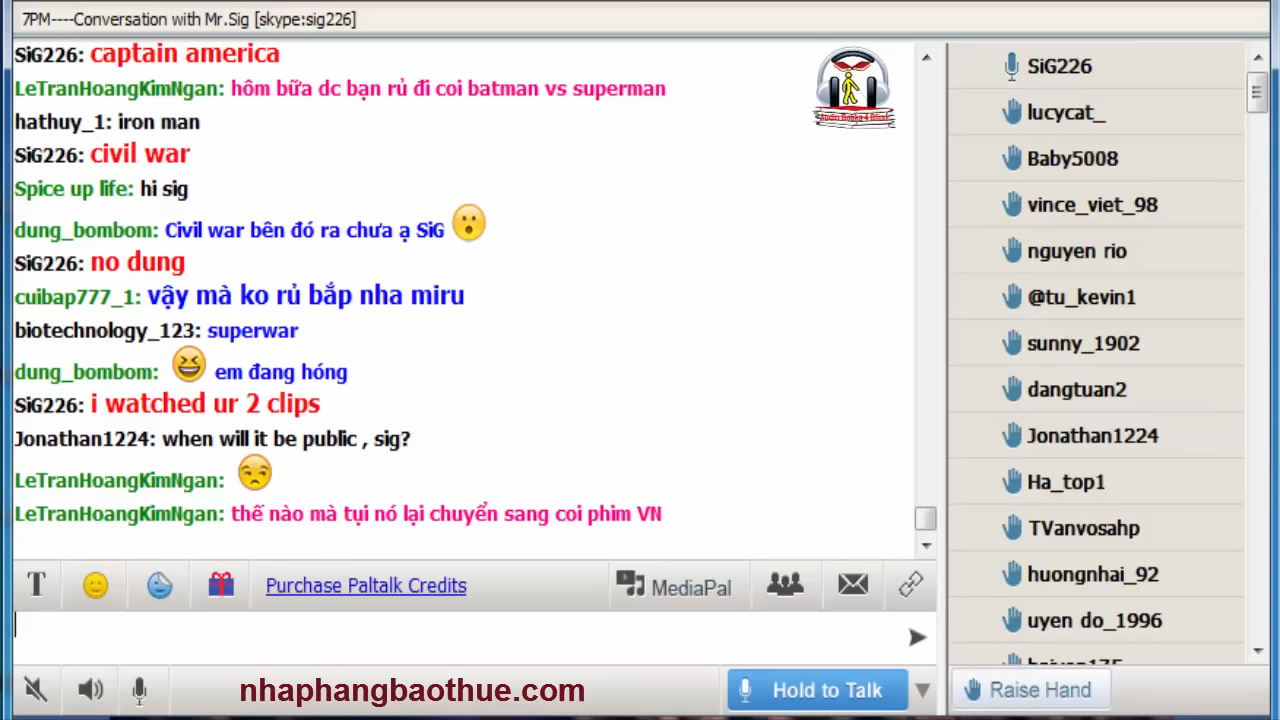 7PM----Conversation with Mr.Sig [skype:sig226]
SiG226: captain america
LeTranHoangKimNgan: hôm bữa dc bạn rủ đi coi batman vs superman
hathuy_1: iron man
SiG226: civil war
Spice up life: hi sig
dung_bombom: Civil war bên đó ra chưa ạ SiG
SiG226: no dung
cuibap777_1: vậy mà ko rủ bắp nha miru
biotechnology_123: superwar
dung_bombom: em đang hóng
SiG226: i watched ur 2 clips
Jonathan1224: when will it be public , sig?
LeTranHoangKimNgan:
LeTranHoangKimNgan: thế nào mà tụi nó lại chuyển sang coi phim VN
Audio Books 4 Blind
SiG226
lucycat_
Baby5008
vince_viet_98
nguyen rio
@tu_kevin1
sunny_1902
dangtuan2
Jonathan1224
Ha_top1
TVanvosahp
huongnhai_92
uyen do_1996
T
Purchase Paltalk Credits
MediaPal
nhaphangbaothue.com
Hold to Talk
Raise Hand